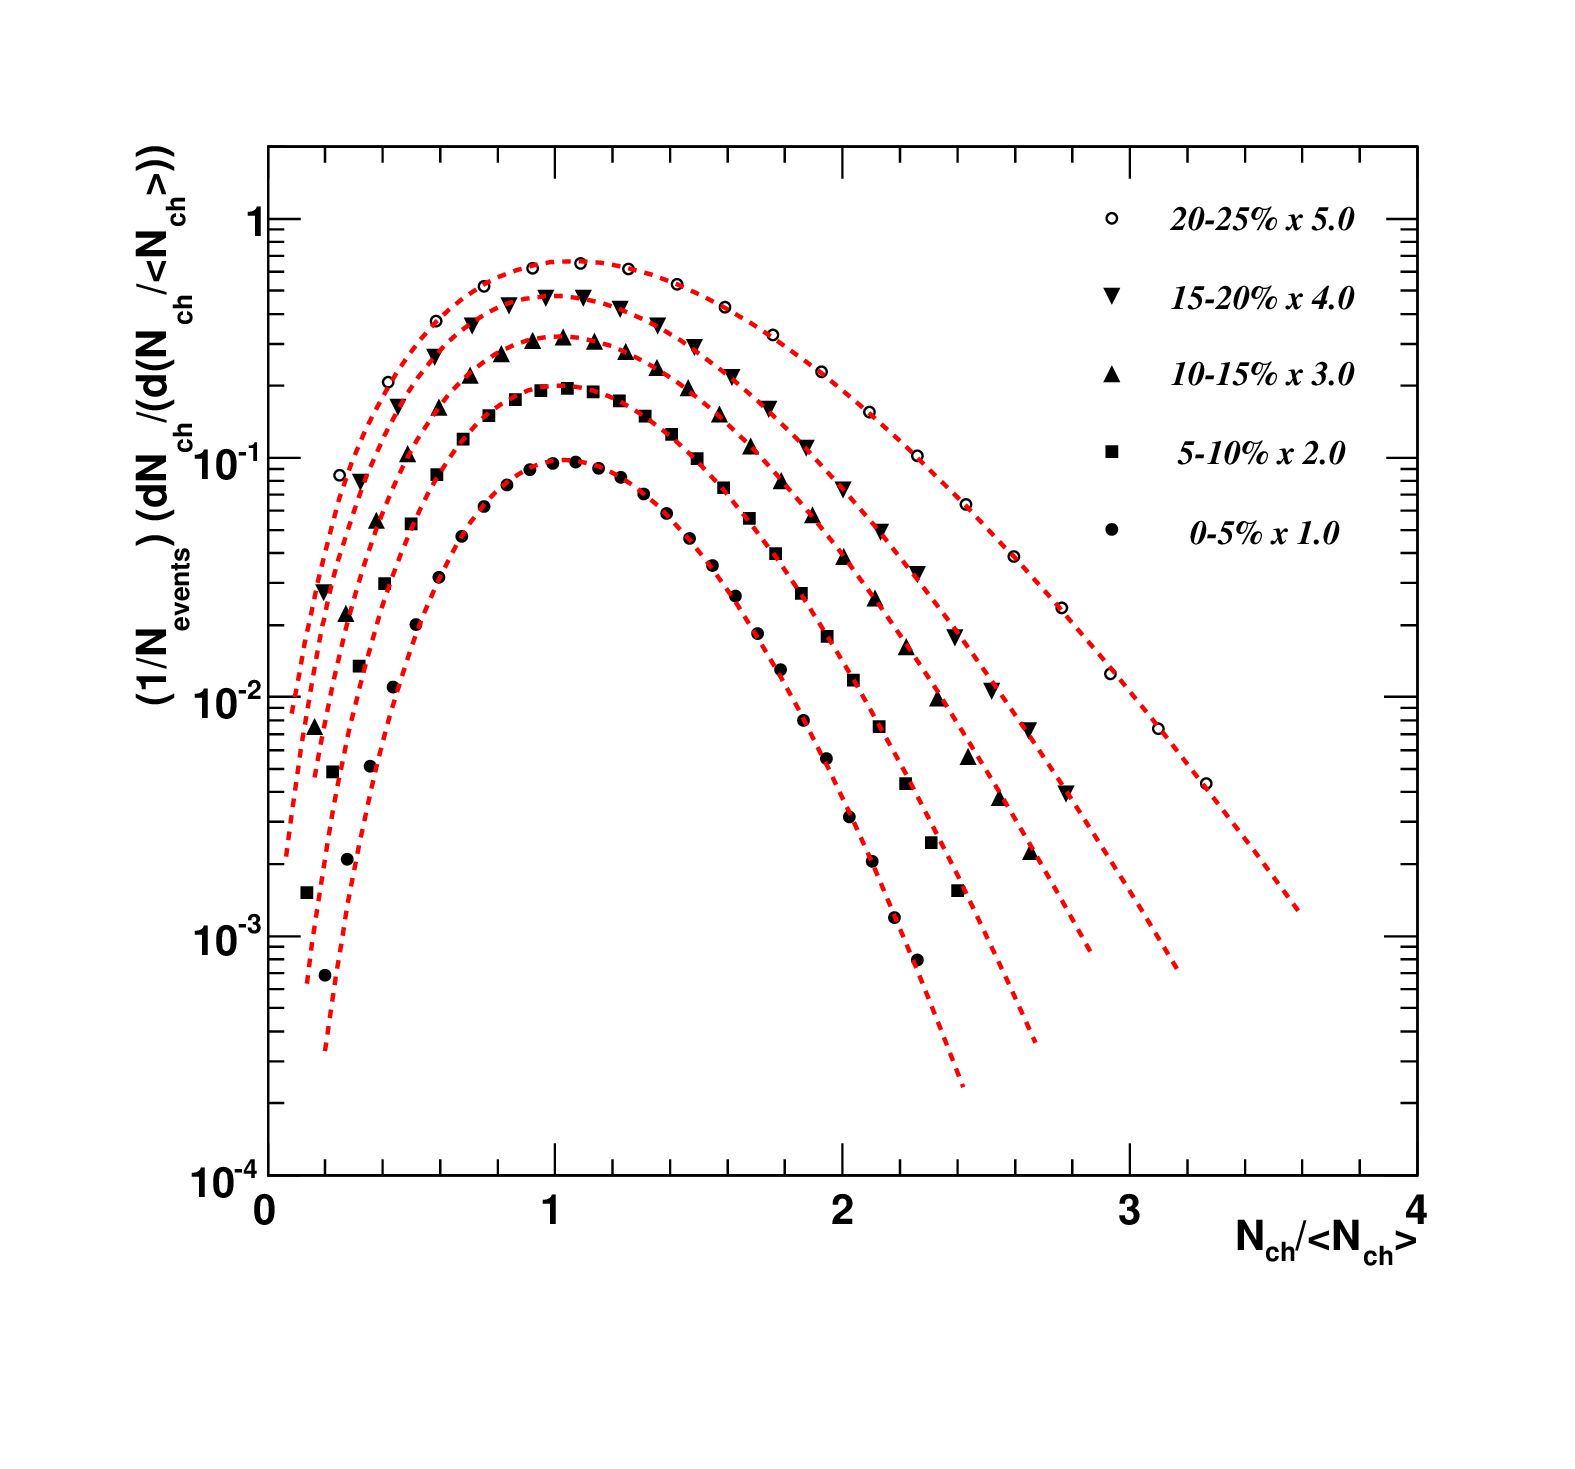 (1/N_events) (dN_ch/(d(N_ch/<N_ch>))
1
10^-1
10^-2
10^-3
10^-4
20-25% x 5.0
15-20% x 4.0
10-15% x 3.0
5-10% x 2.0
0-5% x 1.0
0 1 2 3 4
N_ch/<N_ch>